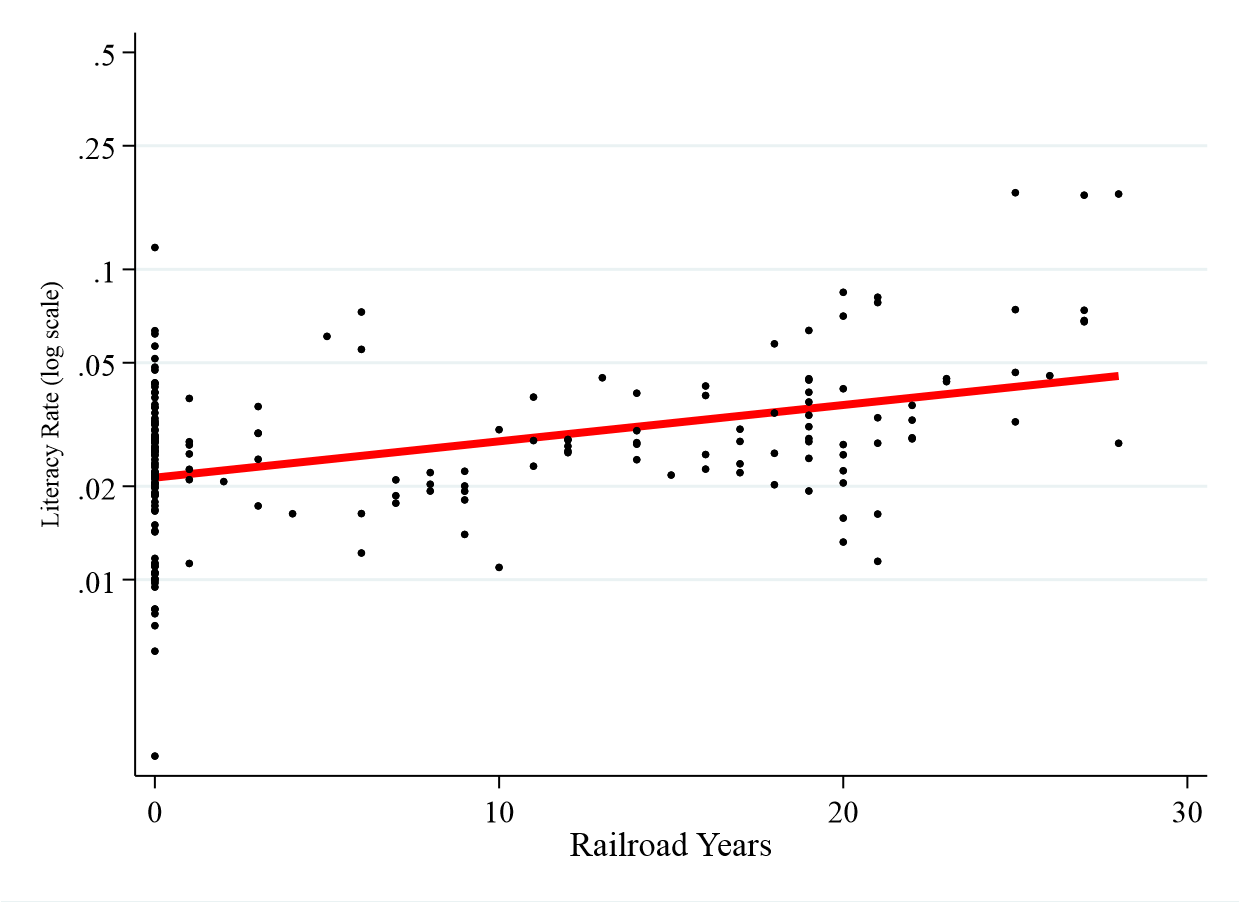 .5
.25
.1
.05
.02
.01
Literacy Rate (log scale)
0 10 20 30
Railroad Years